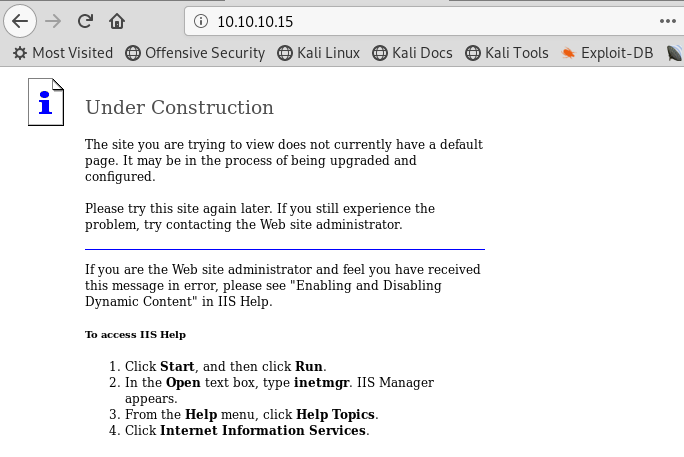 10.10.10.15
Most Visited Offensive Security Kali Linux Kali Docs Kali Tools Exploit-DB
Under Construction
The site you are trying to view does not currently have a default
page. It may be in the process of being upgraded and
configured.
Please try this site again later. If you still experience the
problem, try contacting the Web site administrator.
If you are the Web site administrator and feel you have received
this message in error, please see "Enabling and Disabling
Dynamic Content" in IIS Help.
To access IIS Help
1. Click Start, and then click Run.
2. In the Open text box, type inetmgr. IIS Manager
appears.
3. From the Help menu, click Help Topics.
4. Click Internet Information Services.